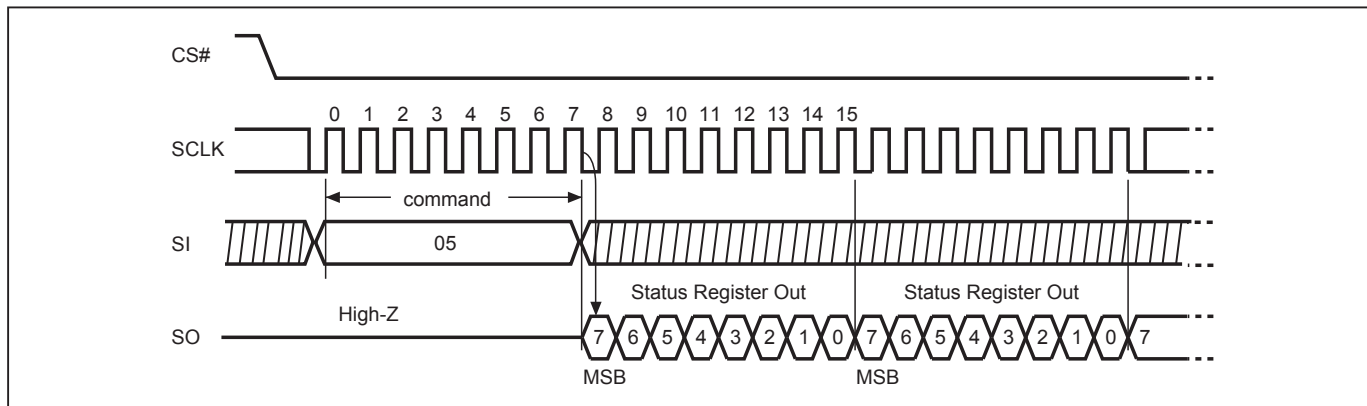 CS#
0 1 2 3 4 5 6 7 8 9 10 11 12 13 14 15
SCLK
command
SI
05
Status Register Out Status Register Out
High-Z
SO
7 6 5 4 3 2 1 0 7 6 5 4 3 2 1 0 7
MSB MSB